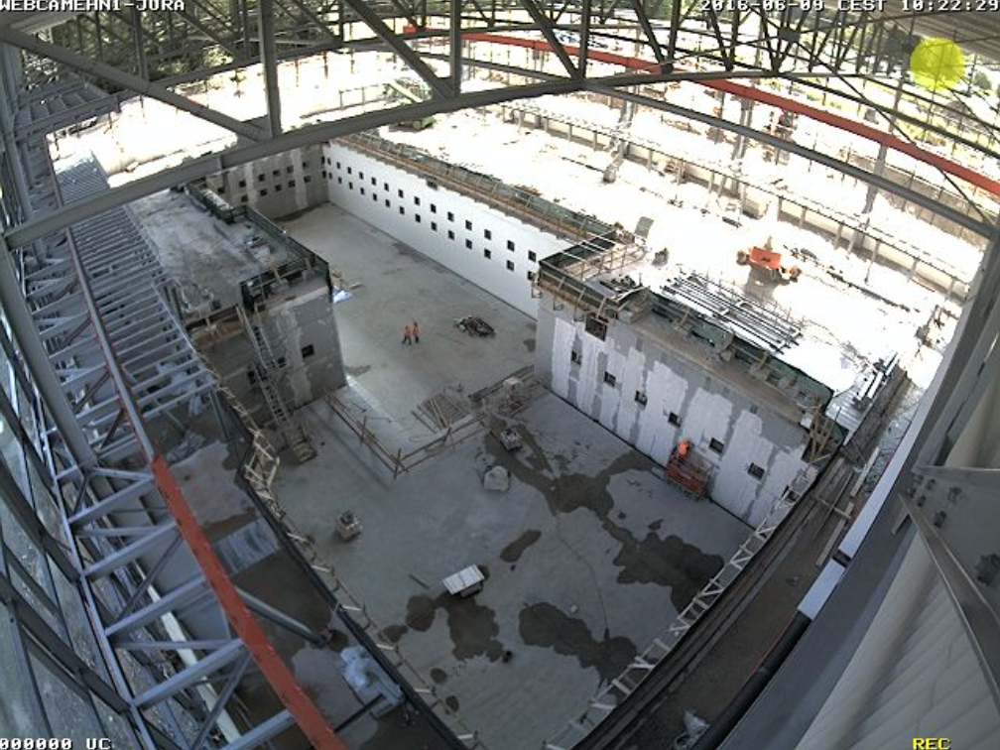 WEBCAMEHN1-JURA
2016-06-09 CEST 10:22:29
000000 UC
REC